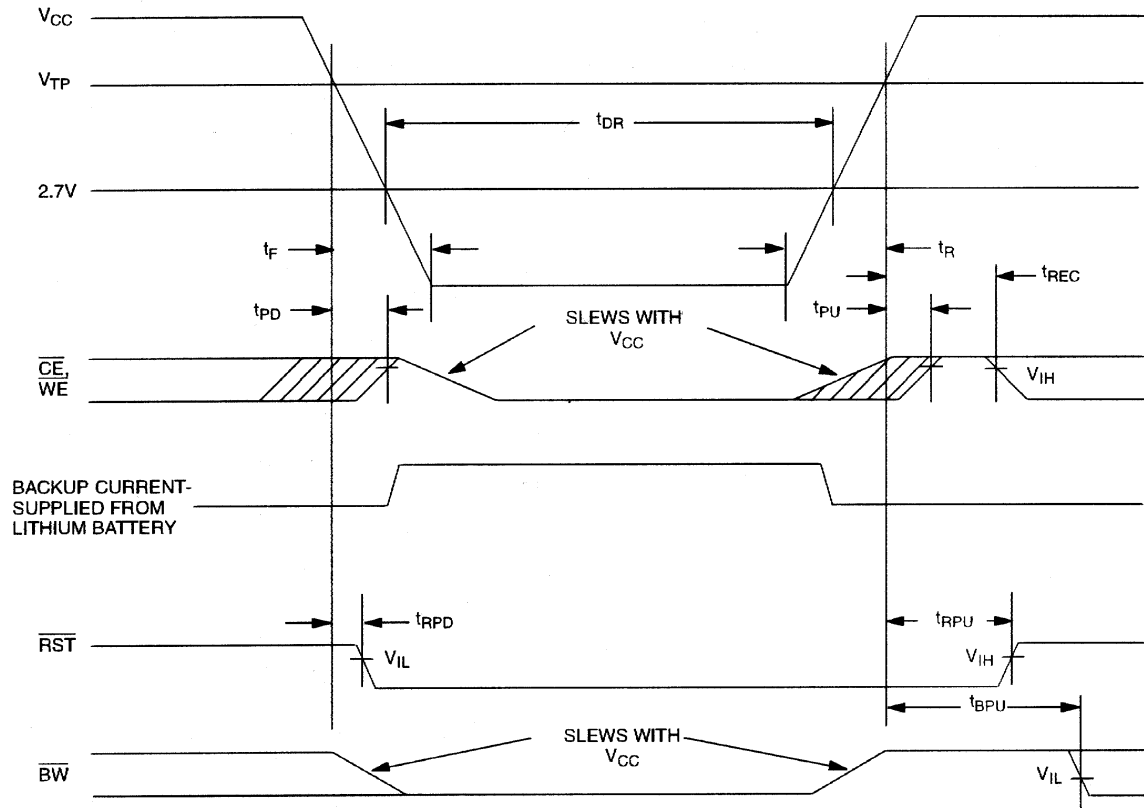 VCC
VTP
tDR
2.7V
tF
tR
tREC
tPD
tPU
SLEWS WITH
VCC
CE,
WE
VIH
BACKUP CURRENT-
SUPPLIED FROM
LITHIUM BATTERY
tRPD
tRPU
RST
VIL
VIH
tBPU
SLEWS WITH
VCC
BW
VIL